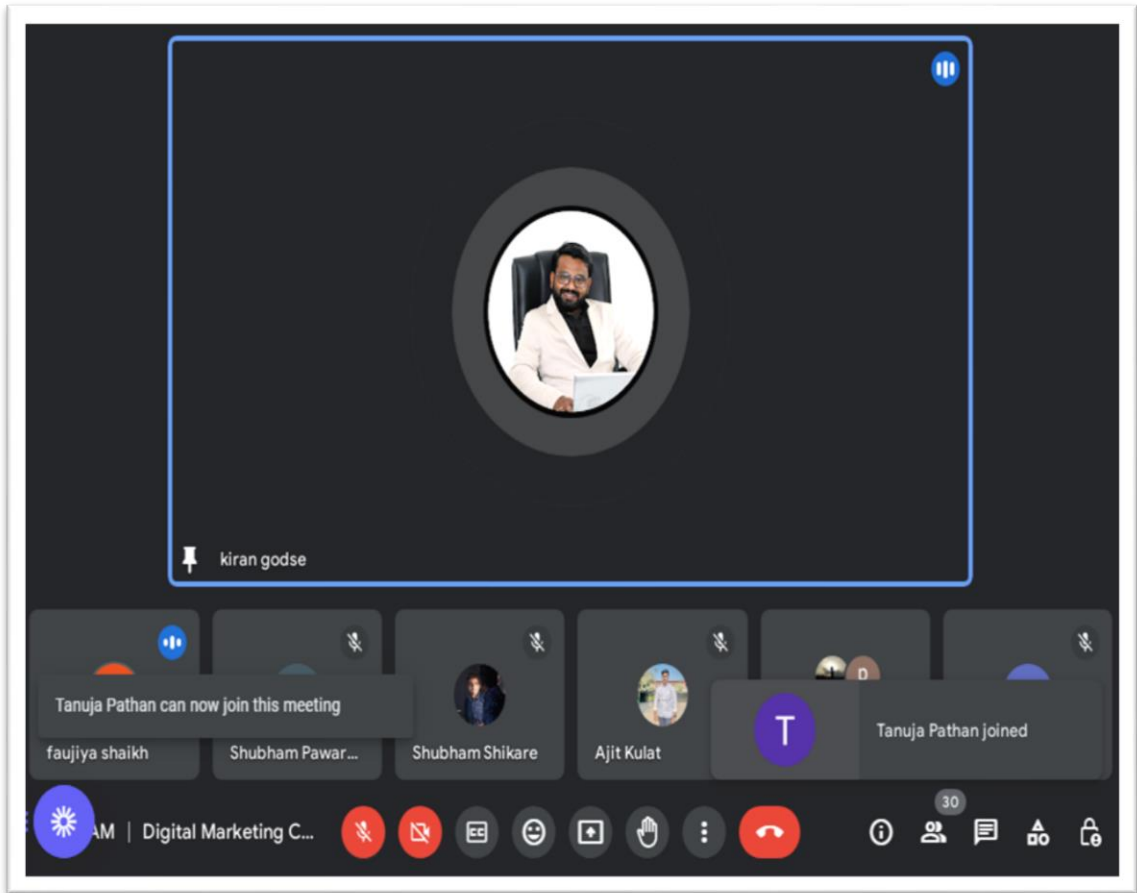 kiran godse
Tanuja Pathan can now join this meeting
faujiya shaikh
Shubham Pawar...
Shubham Shikare
Ajit Kulat
p
T
Tanuja Pathan joined
30
AM | Digital Marketing C...
CC